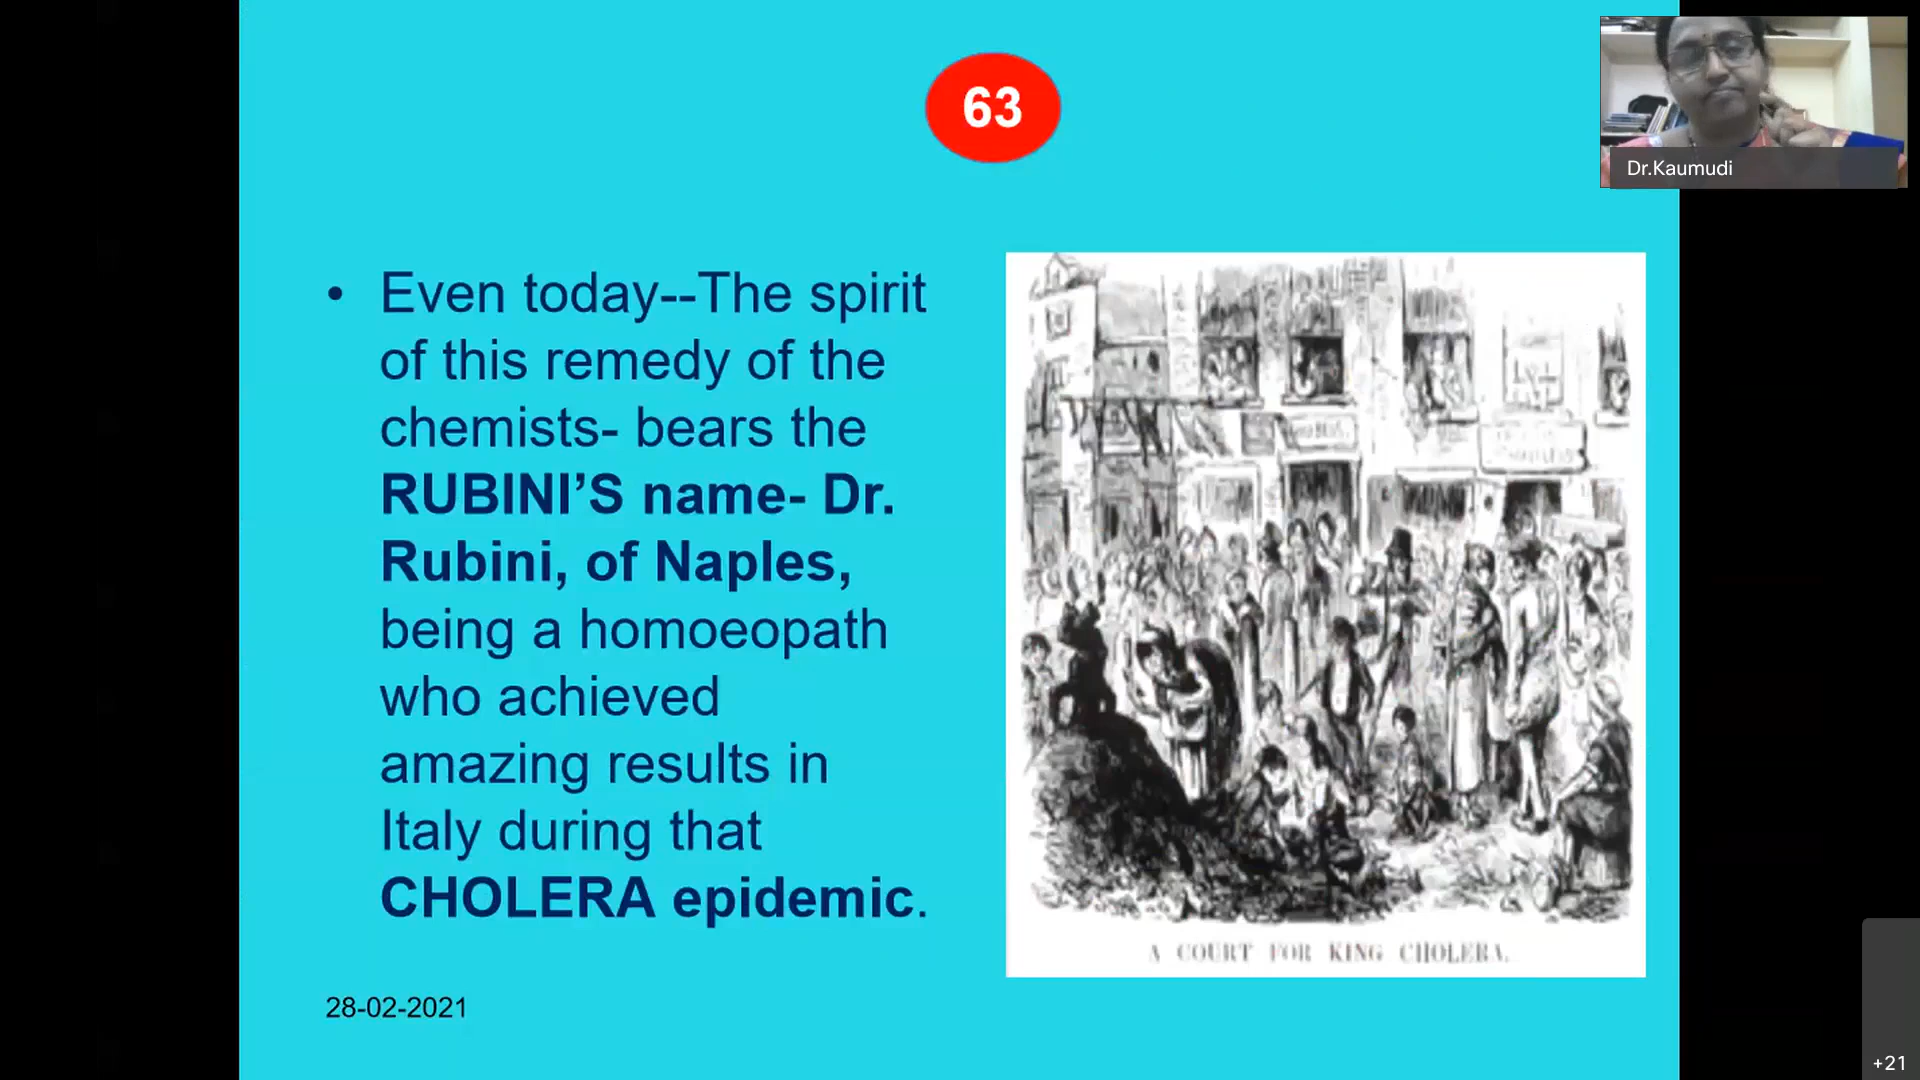 63
Dr.Kaumudi
• Even today--The spirit
of this remedy of the
chemists- bears the
RUBINI’S name- Dr.
Rubini, of Naples,
being a homoeopath
who achieved
amazing results in
Italy during that
CHOLERA epidemic.
A COURT FOR KING CHOLERA.
28-02-2021
+21